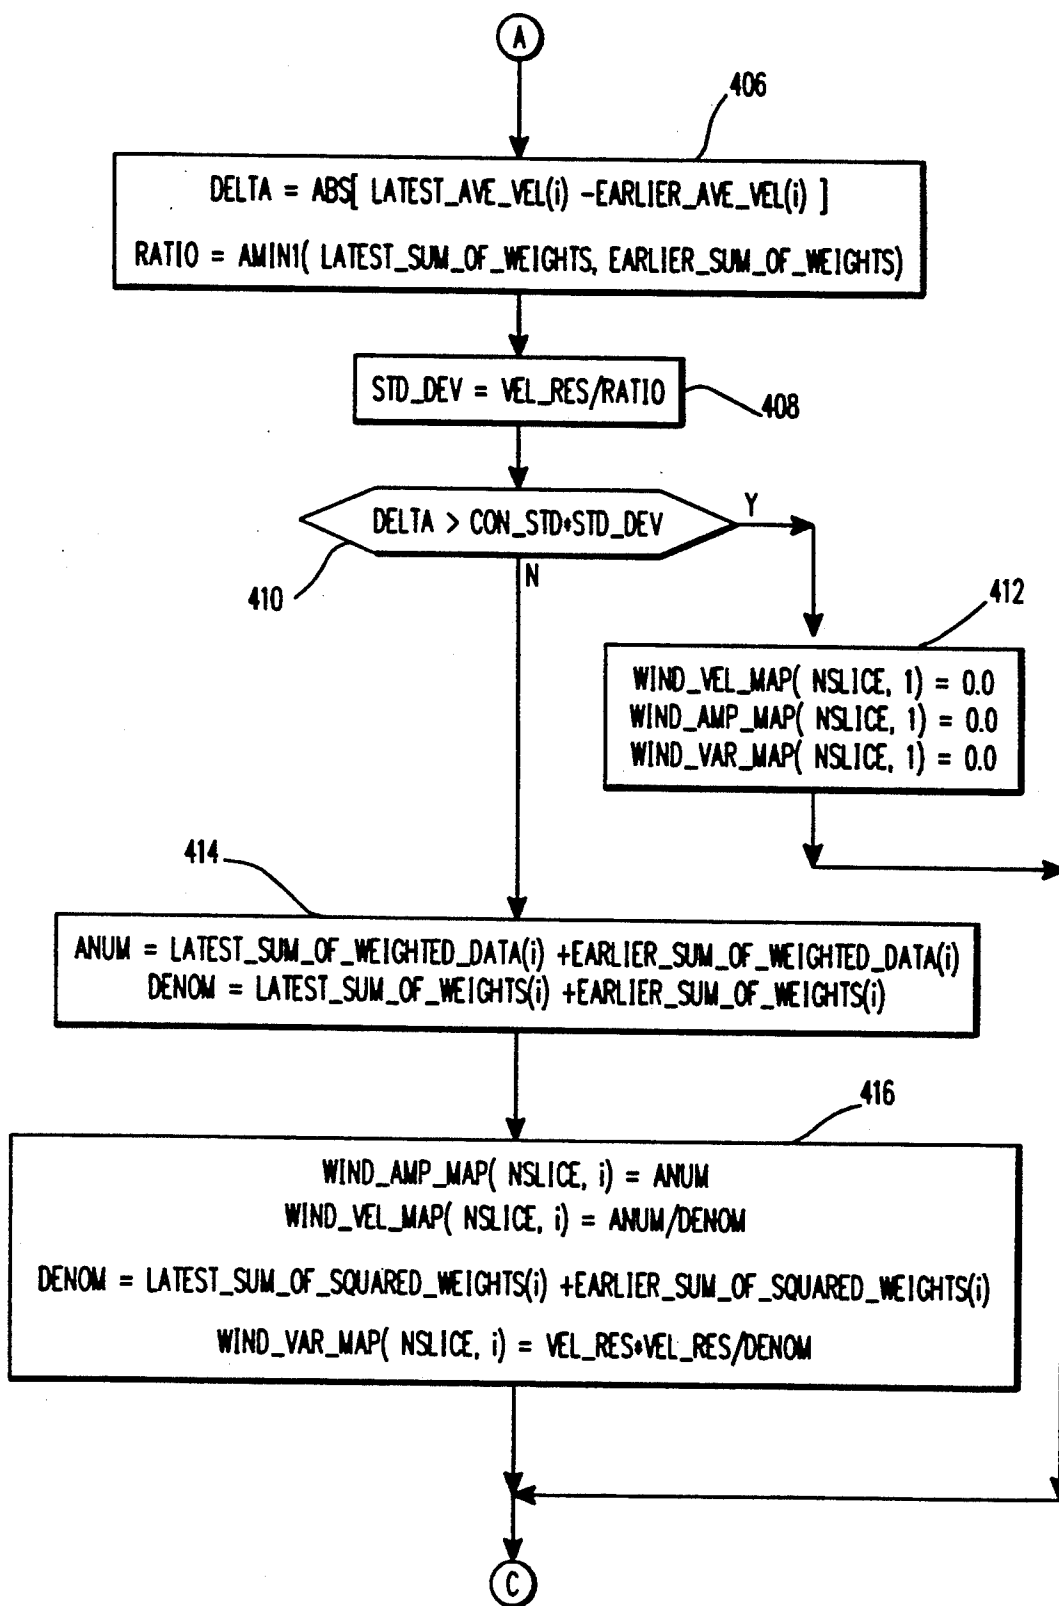 A
406
DELTA = ABS[ LATEST_AVE_VEL(i) -EARLIER_AVE_VEL(i) ]
RATIO = AMIN1( LATEST_SUM_OF_WEIGHTS, EARLIER_SUM_OF_WEIGHTS)
STD_DEV = VEL_RES/RATIO
408
DELTA > CON_STD*STD_DEV
Y
410
N
412
WIND_VEL_MAP( NSLICE, 1) = 0.0
WIND_AMP_MAP( NSLICE, 1) = 0.0
WIND_VAR_MAP( NSLICE, 1) = 0.0
414
ANUM = LATEST_SUM_OF_WEIGHTED_DATA(i) +EARLIER_SUM_OF_WEIGHTED_DATA(i)
DENOM = LATEST_SUM_OF_WEIGHTS(i) +EARLIER_SUM_OF_WEIGHTS(i)
416
WIND_AMP_MAP( NSLICE, i) = ANUM
WIND_VEL_MAP( NSLICE, i) = ANUM/DENOM
DENOM = LATEST_SUM_OF_SQUARED_WEIGHTS(i) +EARLIER_SUM_OF_SQUARED_WEIGHTS(i)
WIND_VAR_MAP( NSLICE, i) = VEL_RES*VEL_RES/DENOM
C